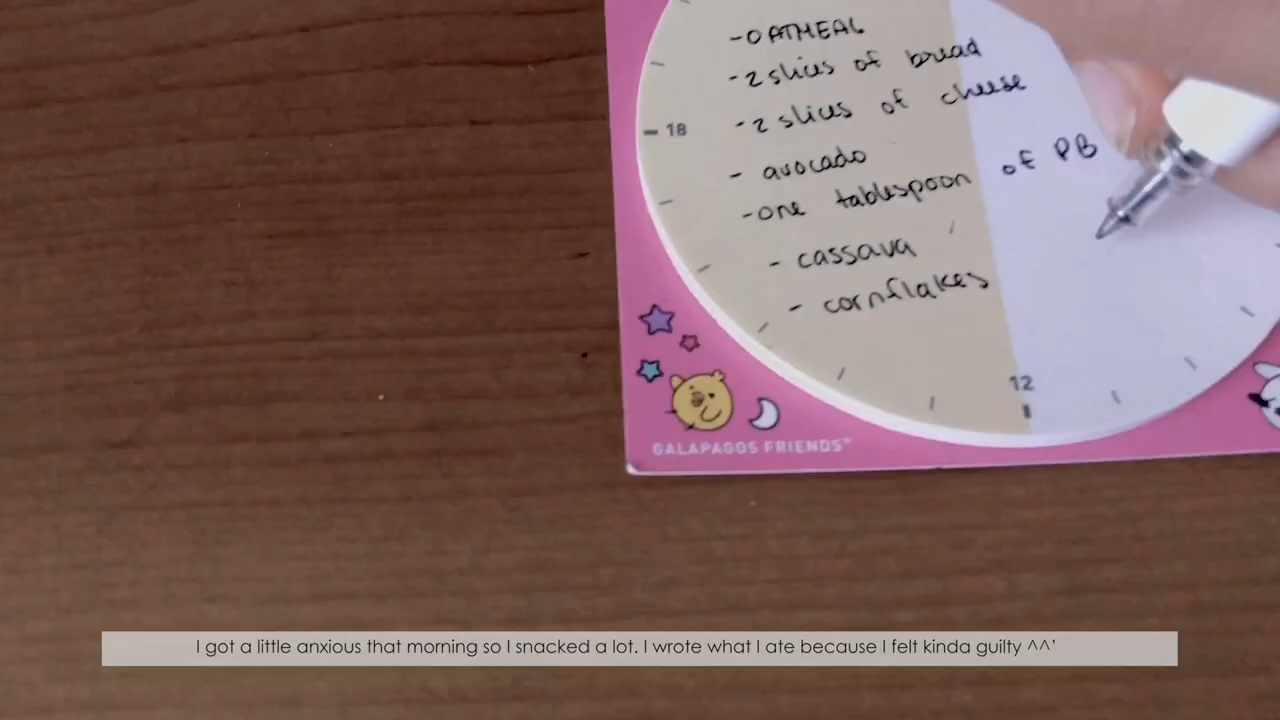 -OATMEAL
-2 slices of bread
-2 slices of cheese
- avocado
-one tablespoon of PB
- cassava
- cornflakes
18
12
GALAPAGOS FRIENDS®
I got a little anxious that morning so I snacked a lot. I wrote what I ate because I felt kinda guilty ^^'